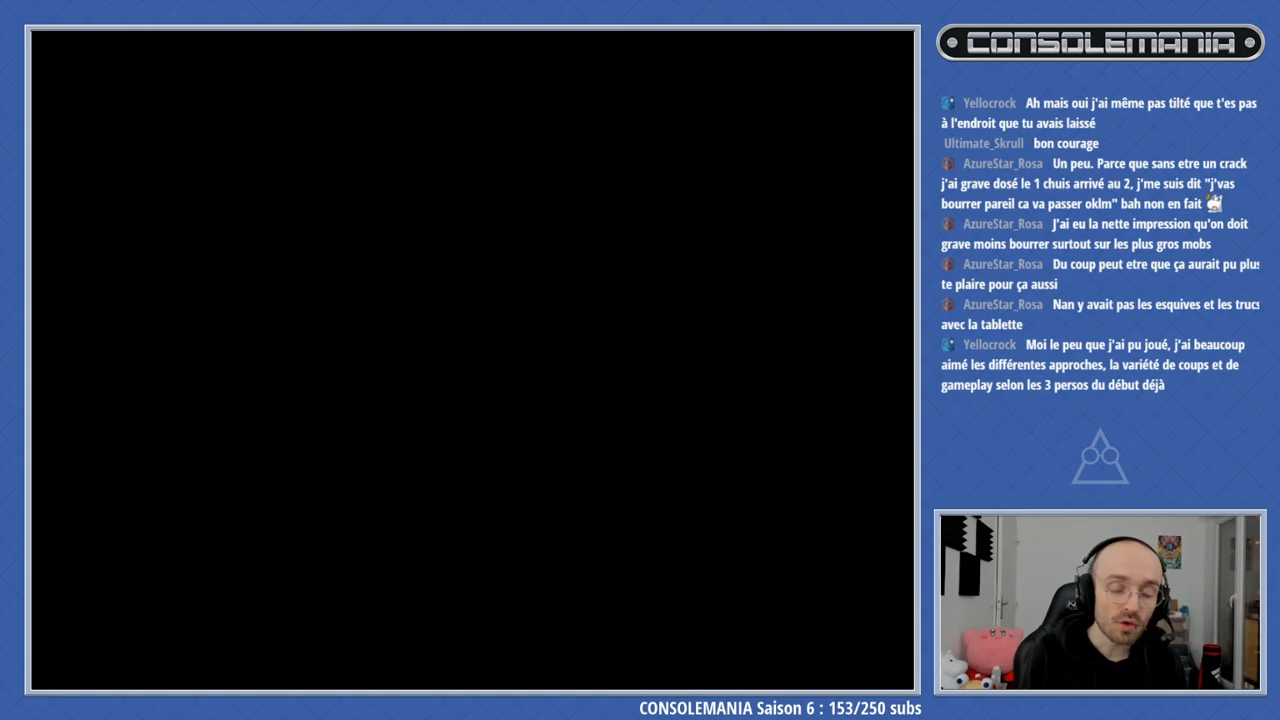 CONSOLEMANIA
Yellocrock Ah mais oui j'ai même pas tilté que t'es pas
à l'endroit que tu avais laissé
Ultimate_Skrull bon courage
AzureStar_Rosa Un peu. Parce que sans etre un crack
j'ai grave dosé le 1 chuis arrivé au 2, j'me suis dit "j'vas
bourrer pareil ca va passer oklm" bah non en fait
AzureStar_Rosa J'ai eu la nette impression qu'on doit
grave moins bourrer surtout sur les plus gros mobs
AzureStar_Rosa Du coup peut etre que ça aurait pu plus
te plaire pour ça aussi
AzureStar_Rosa Nan y avait pas les esquives et les trucs
avec la tablette
Yellocrock Moi le peu que j'ai pu joué, j'ai beaucoup
aimé les différentes approches, la variété de coups et de
gameplay selon les 3 persos du début déjà
CONSOLEMANIA Saison 6 : 153/250 subs